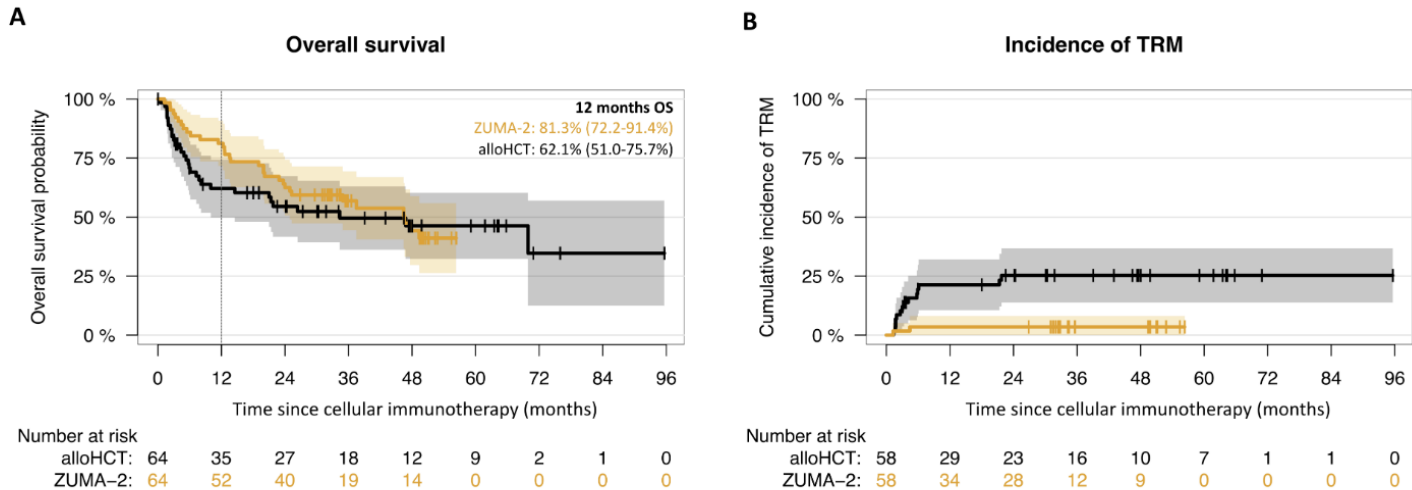 A
Overall survival
Overall survival probability
100 %
75 %
50 %
25 %
0 %
12 months OS
ZUMA-2: 81.3% (72.2-91.4%)
alloHCT: 62.1% (51.0-75.7%)
0 12 24 36 48 60 72 84 96
Time since cellular immunotherapy (months)
Number at risk
alloHCT: 64 35 27 18 12 9 2 1 0
ZUMA−2: 64 52 40 19 14 0 0 0 0
B
Incidence of TRM
Cumulative incidence of TRM
100 %
75 %
50 %
25 %
0 %
0 12 24 36 48 60 72 84 96
Time since cellular immunotherapy (months)
Number at risk
alloHCT: 58 29 23 16 10 7 1 1 0
ZUMA−2: 58 34 28 12 9 0 0 0 0